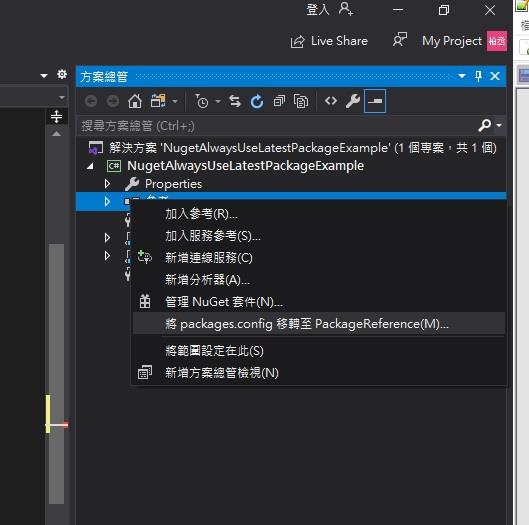 登入
Live Share
My Project
柏丞
方案總管
搜尋方案總管 (Ctrl+;)
解決方案 'NugetAlwaysUseLatestPackageExample' (1 個專案，共 1 個)
C# NugetAlwaysUseLatestPackageExample
Properties
參考
加入參考(R)...
加入服務參考(S)...
新增連線服務(C)
新增分析器(A)...
管理 NuGet 套件(N)...
將 packages.config 移轉至 PackageReference(M)...
將範圍設定在此(S)
新增方案總管檢視(N)